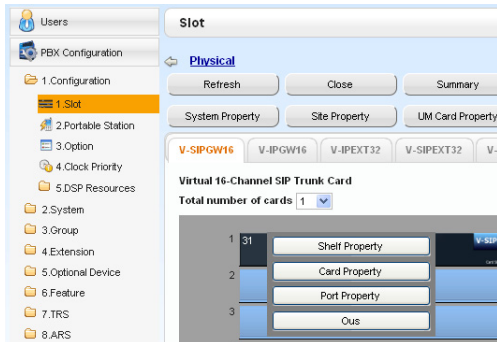 Users
PBX Configuration
1.Configuration
1.Slot
2.Portable Station
3.Option
4.Clock Priority
5.DSP Resources
2.System
3.Group
4.Extension
5.Optional Device
6.Feature
7.TRS
8.ARS
Slot
Physical
Refresh Close Summary
System Property Site Property UM Card Property
V-SIPGW16 V-IPGW16 V-IPEXT32 V-SIPEXT32 V-
Virtual 16-Channel SIP Trunk Card
Total number of cards 1
1 31 Shelf Property V-SIP
2 Card Property
Port Property
3 Ous